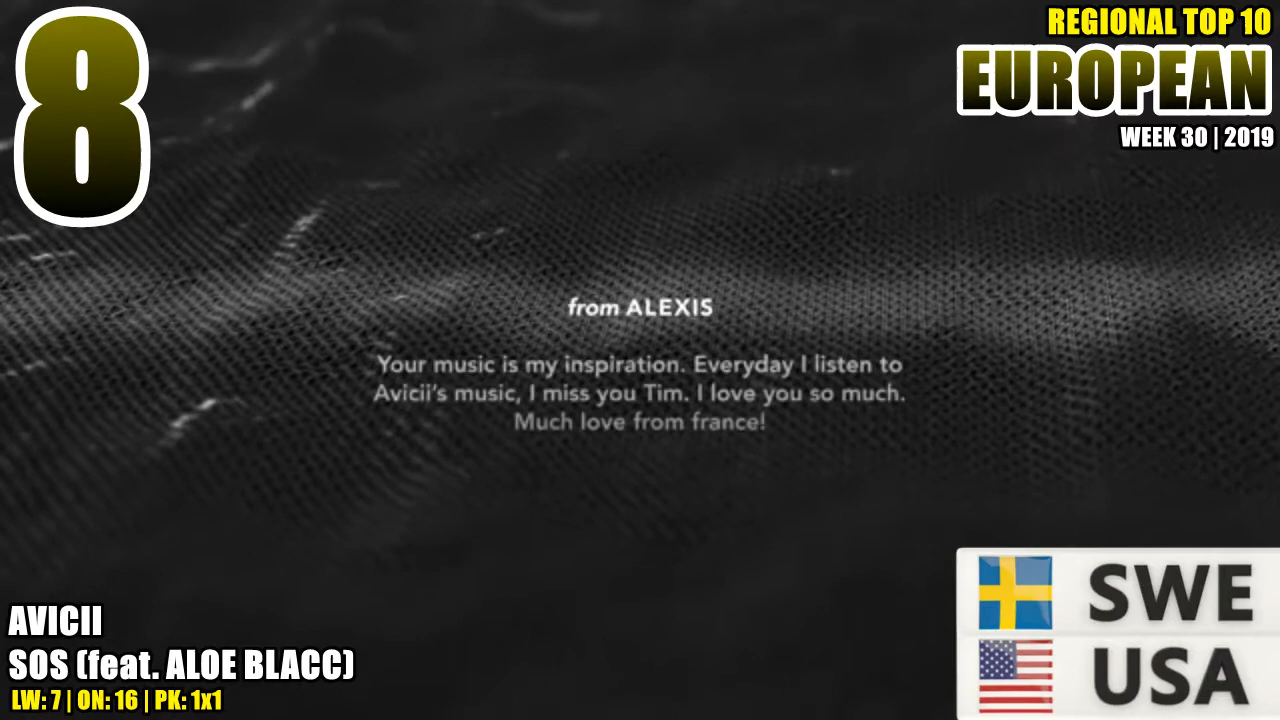 8
REGIONAL TOP 10
EUROPEAN
WEEK 30 | 2019
from ALEXIS
Your music is my inspiration. Everyday I listen to
Avicii's music, I miss you Tim. I love you so much.
Much love from france!
AVICII
SOS (feat. ALOE BLACC)
LW: 7 | ON: 16 | PK: 1x1
SWE
USA